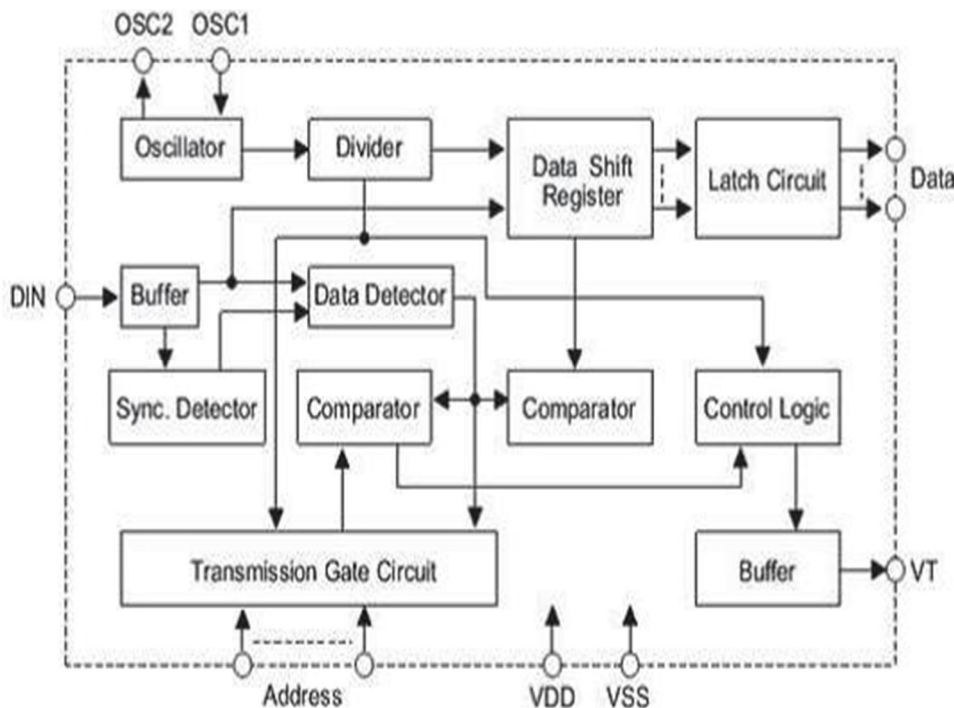 OSC2 OSC1
Oscillator
Divider
Data Shift
Register
Latch Circuit
Data
DIN
Buffer
Data Detector
Sync. Detector
Comparator
Comparator
Control Logic
Transmission Gate Circuit
Buffer
VT
Address
VDD
VSS